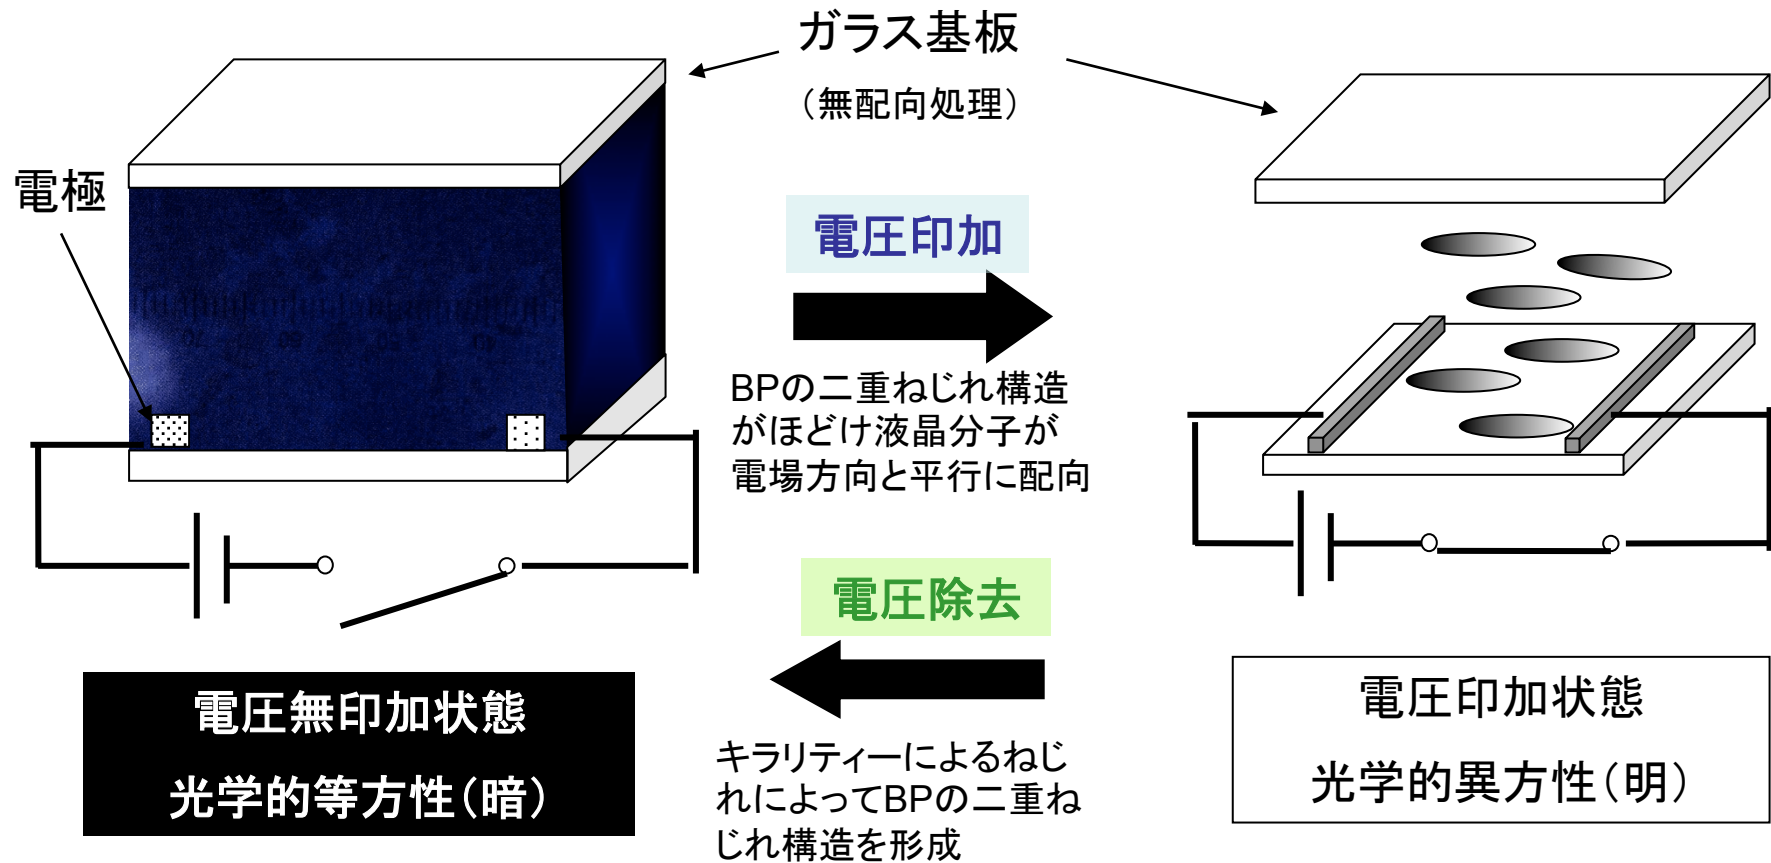 ガラス基板
（無配向処理）
電極
電圧印加
BPの二重ねじれ構造
がほどけ液晶分子が
電場方向と平行に配向
電圧除去
キラリティーによるねじ
れによってBPの二重ね
じれ構造を形成
電圧無印加状態
光学的等方性（暗）
電圧印加状態
光学的異方性（明）